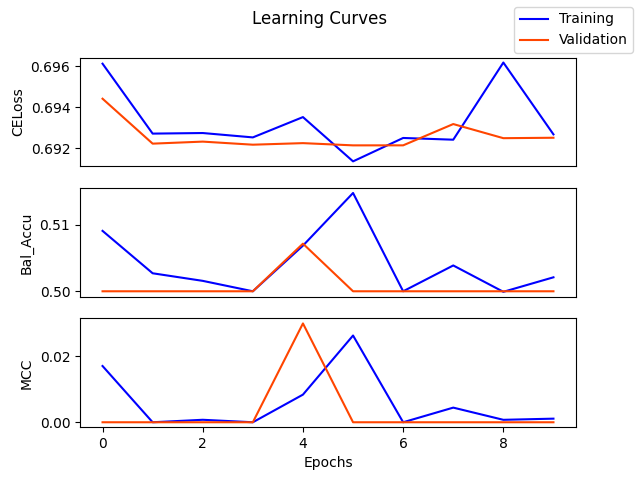 Learning Curves
Training
Validation
CELoss
0.696
0.694
0.692
Bal_Accu
0.51
0.50
MCC
0.02
0.00
0 2 4 6 8
Epochs